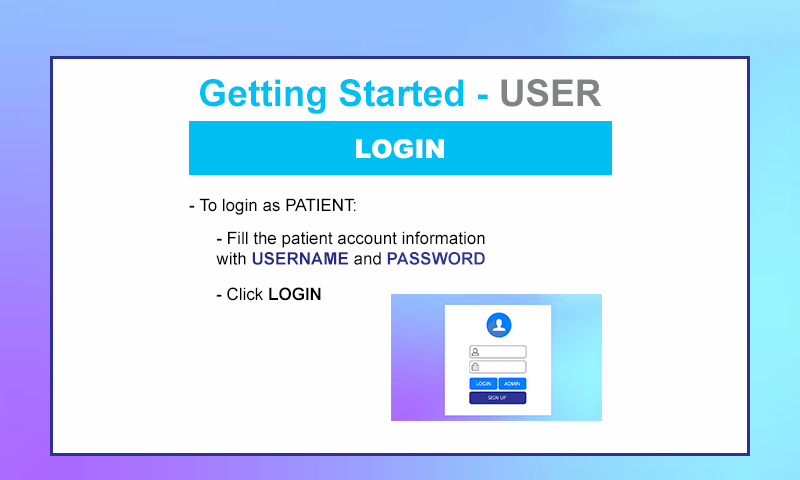 Getting Started - USER
LOGIN
- To login as PATIENT:
- Fill the patient account information
with USERNAME and PASSWORD
- Click LOGIN
LOGIN ADMIN
SIGN UP